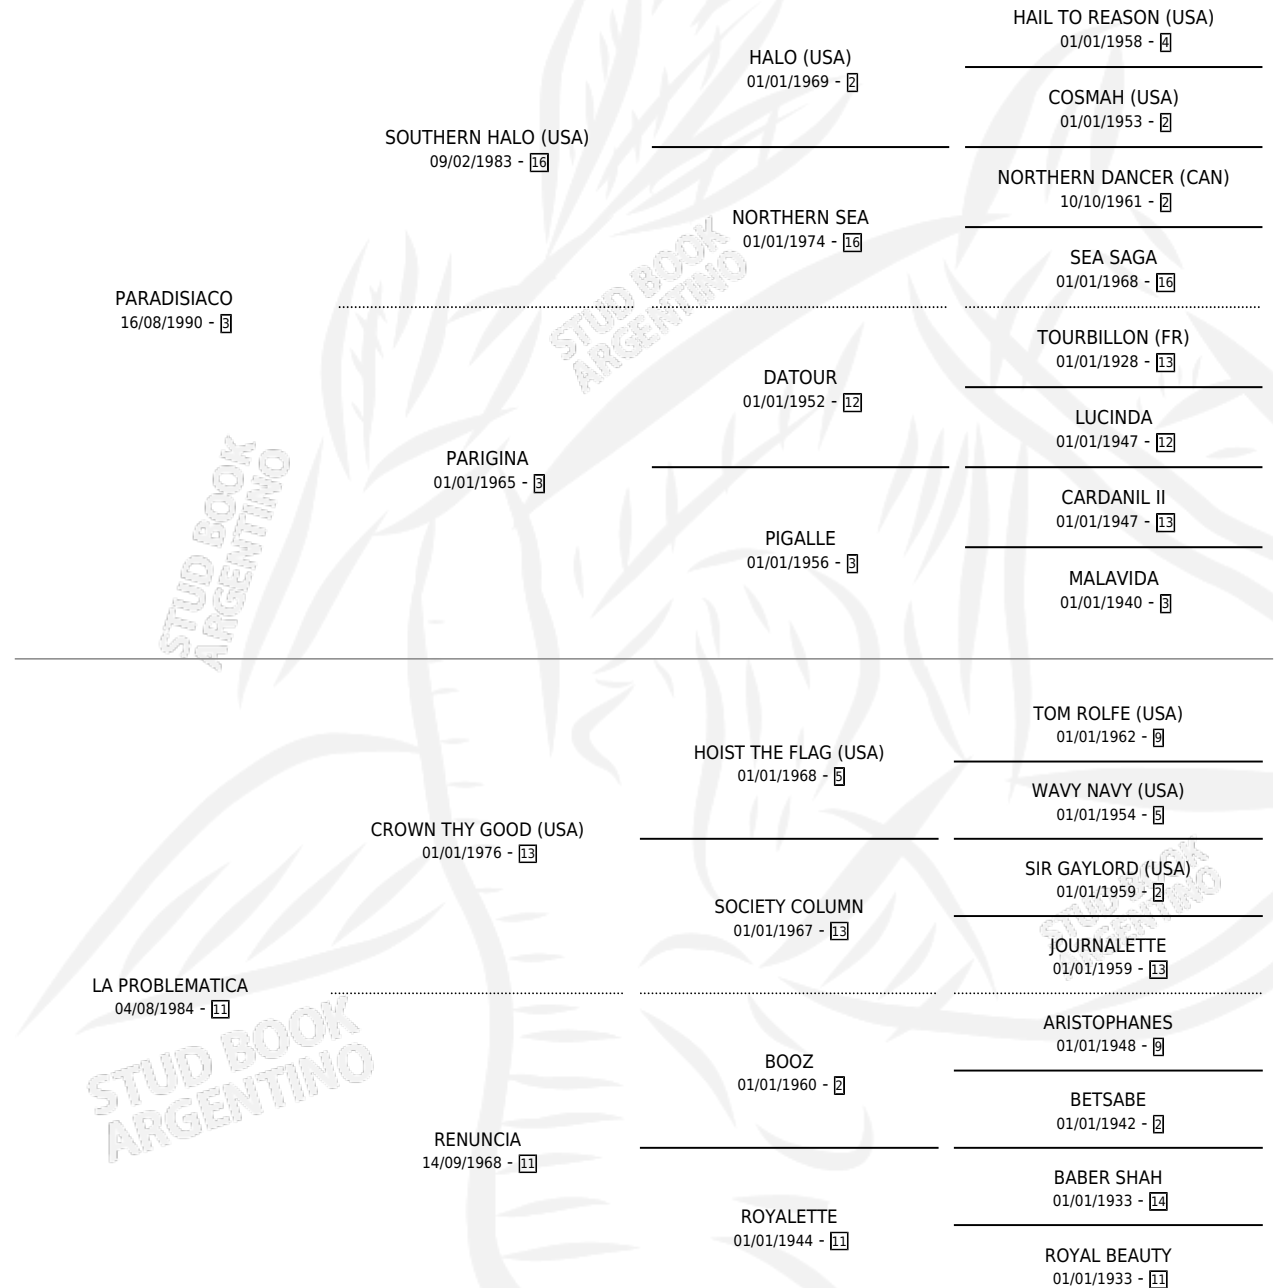 HAIL TO REASON (USA)
01/01/1958 - 4
HALO (USA)
01/01/1969 - 2
COSMAH (USA)
01/01/1953 - 2
SOUTHERN HALO (USA)
09/02/1983 - 16
NORTHERN DANCER (CAN)
10/10/1961 - 2
NORTHERN SEA
01/01/1974 - 16
SEA SAGA
01/01/1968 - 16
PARADISIACO
16/08/1990 - 3
TOURBILLON (FR)
01/01/1928 - 13
DATOUR
01/01/1952 - 12
LUCINDA
01/01/1947 - 12
PARIGINA
01/01/1965 - 3
CARDANIL II
01/01/1947 - 13
PIGALLE
01/01/1956 - 3
MALAVIDA
01/01/1940 - 3
TOM ROLFE (USA)
01/01/1962 - 9
HOIST THE FLAG (USA)
01/01/1968 - 5
WAVY NAVY (USA)
01/01/1954 - 5
CROWN THY GOOD (USA)
01/01/1976 - 13
SIR GAYLORD (USA)
01/01/1959 - 2
SOCIETY COLUMN
01/01/1967 - 13
JOURNALETTE
01/01/1959 - 13
LA PROBLEMATICA
04/08/1984 - 11
ARISTOPHANES
01/01/1948 - 9
BOOZ
01/01/1960 - 2
BETSABE
01/01/1942 - 2
RENUNCIA
14/09/1968 - 11
BABER SHAH
01/01/1933 - 14
ROYALETTE
01/01/1944 - 11
ROYAL BEAUTY
01/01/1933 - 11
STUD BOOK
ARGENTINO
STUD BOOK
ARGENTINO
STUD BOOK
ARGENTINO
STUD BOOK
ARGENTINO